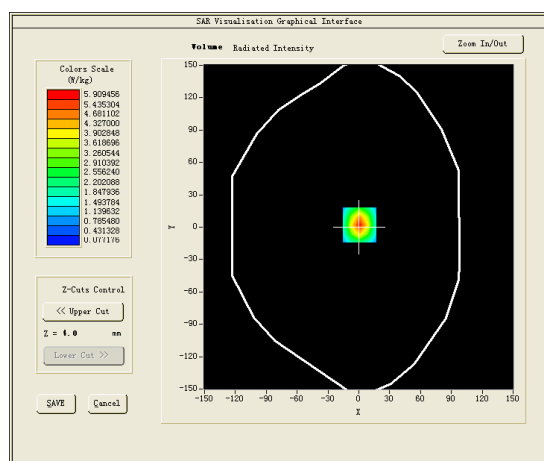 SAR Visualisation Graphical Interface
Volume Radiated Intensity
Zoom In/Out
Colors Scale
(W/kg)
5.909456
5.435304
4.681102
4.327000
3.902848
3.618696
3.260544
2.910392
2.556240
2.202088
1.847936
1.493784
1.139632
0.785480
0.431328
0.077176
Z-Cuts Control
<< Upper Cut
Z = 4.0 mm
Lower Cut >>
SAVE Cancel
150
120
90
60
30
0
-30
-60
-90
-120
-150
Y
-150 -120 -90 -60 -30 0 30 60 90 120 150
X